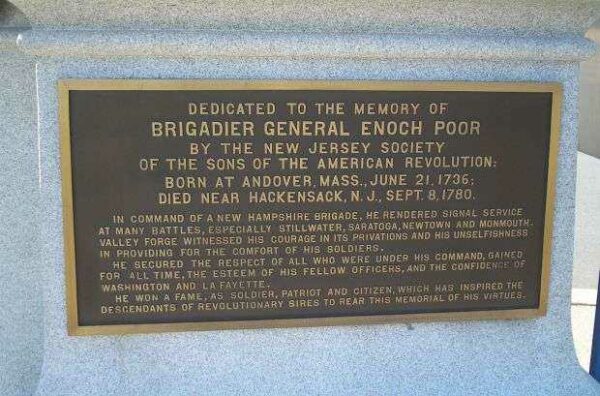 DEDICATED TO THE MEMORY OF
BRIGADIER GENERAL ENOCH POOR
BY THE NEW JERSEY SOCIETY
OF THE SONS OF THE AMERICAN REVOLUTION:
BORN AT ANDOVER, MASS., JUNE 21, 1736;
DIED NEAR HACKENSACK, N.J., SEPT. 8, 1780.
IN COMMAND OF A NEW HAMPSHIRE BRIGADE, HE RENDERED SIGNAL SERVICE
AT MANY BATTLES, ESPECIALLY STILLWATER, SARATOGA, NEWTOWN AND MONMOUTH.
VALLEY FORGE WITNESSED HIS COURAGE IN ITS PRIVATIONS AND HIS UNSELFISHNESS
IN PROVIDING FOR THE COMFORT OF HIS SOLDIERS.
HE SECURED THE RESPECT OF ALL WHO WERE UNDER HIS COMMAND, GAINED
FOR ALL TIME, THE ESTEEM OF HIS FELLOW OFFICERS, AND THE CONFIDENCE OF
WASHINGTON AND LA FAYETTE.
HE WON A FAME, AS SOLDIER, PATRIOT AND CITIZEN, WHICH HAS INSPIRED THE
DESCENDANTS OF REVOLUTIONARY SIRES TO REAR THIS MEMORIAL OF HIS VIRTUES.